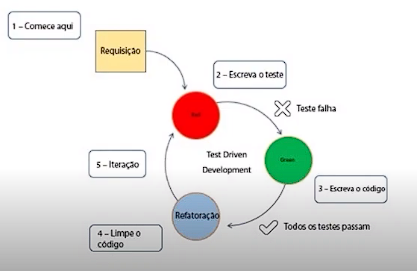 1 – Comece aqui
Requisição
2 – Escreva o teste
Red
Teste falha
Test Driven
Development
Green
5 – Iteração
3 – Escreva o código
Refatoração
4 – Limpe o
código
Todos os testes passam